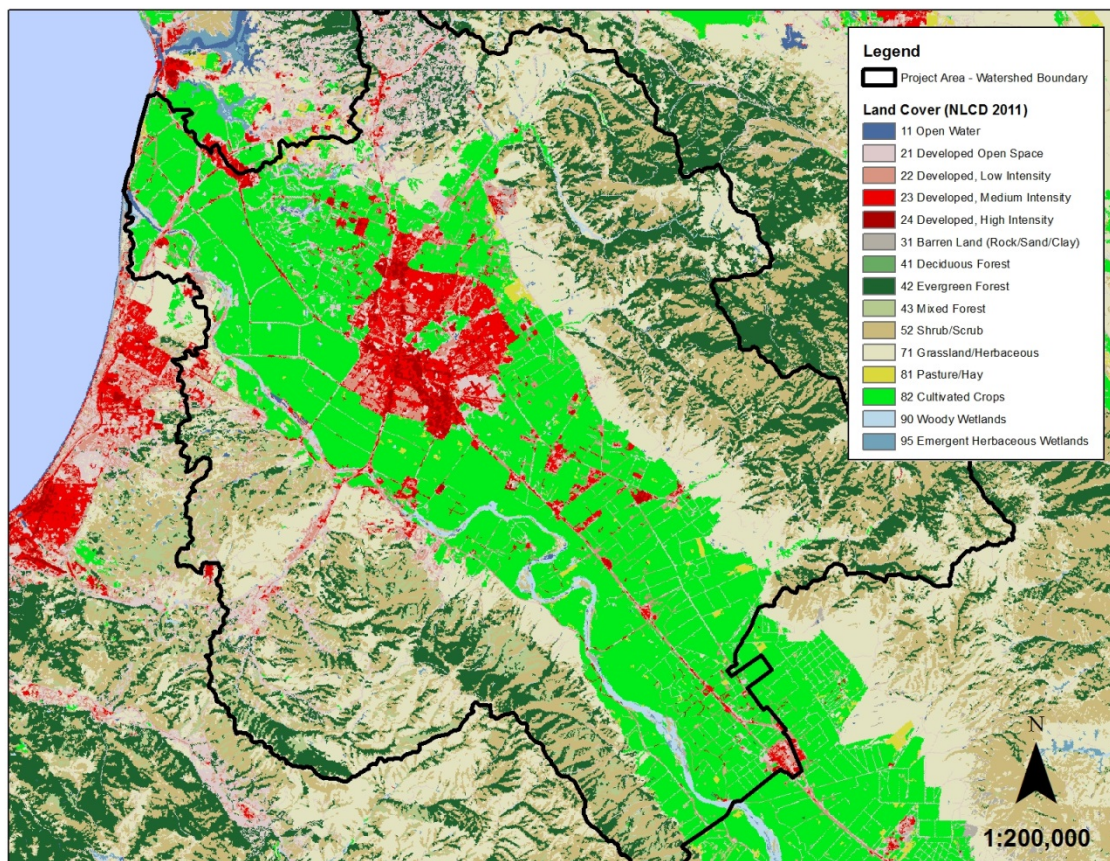 Legend
Project Area - Watershed Boundary
Land Cover (NLCD 2011)
11 Open Water
21 Developed Open Space
22 Developed, Low Intensity
23 Developed, Medium Intensity
24 Developed, High Intensity
31 Barren Land (Rock/Sand/Clay)
41 Deciduous Forest
42 Evergreen Forest
43 Mixed Forest
52 Shrub/Scrub
71 Grassland/Herbaceous
81 Pasture/Hay
82 Cultivated Crops
90 Woody Wetlands
95 Emergent Herbaceous Wetlands
N
1:200,000